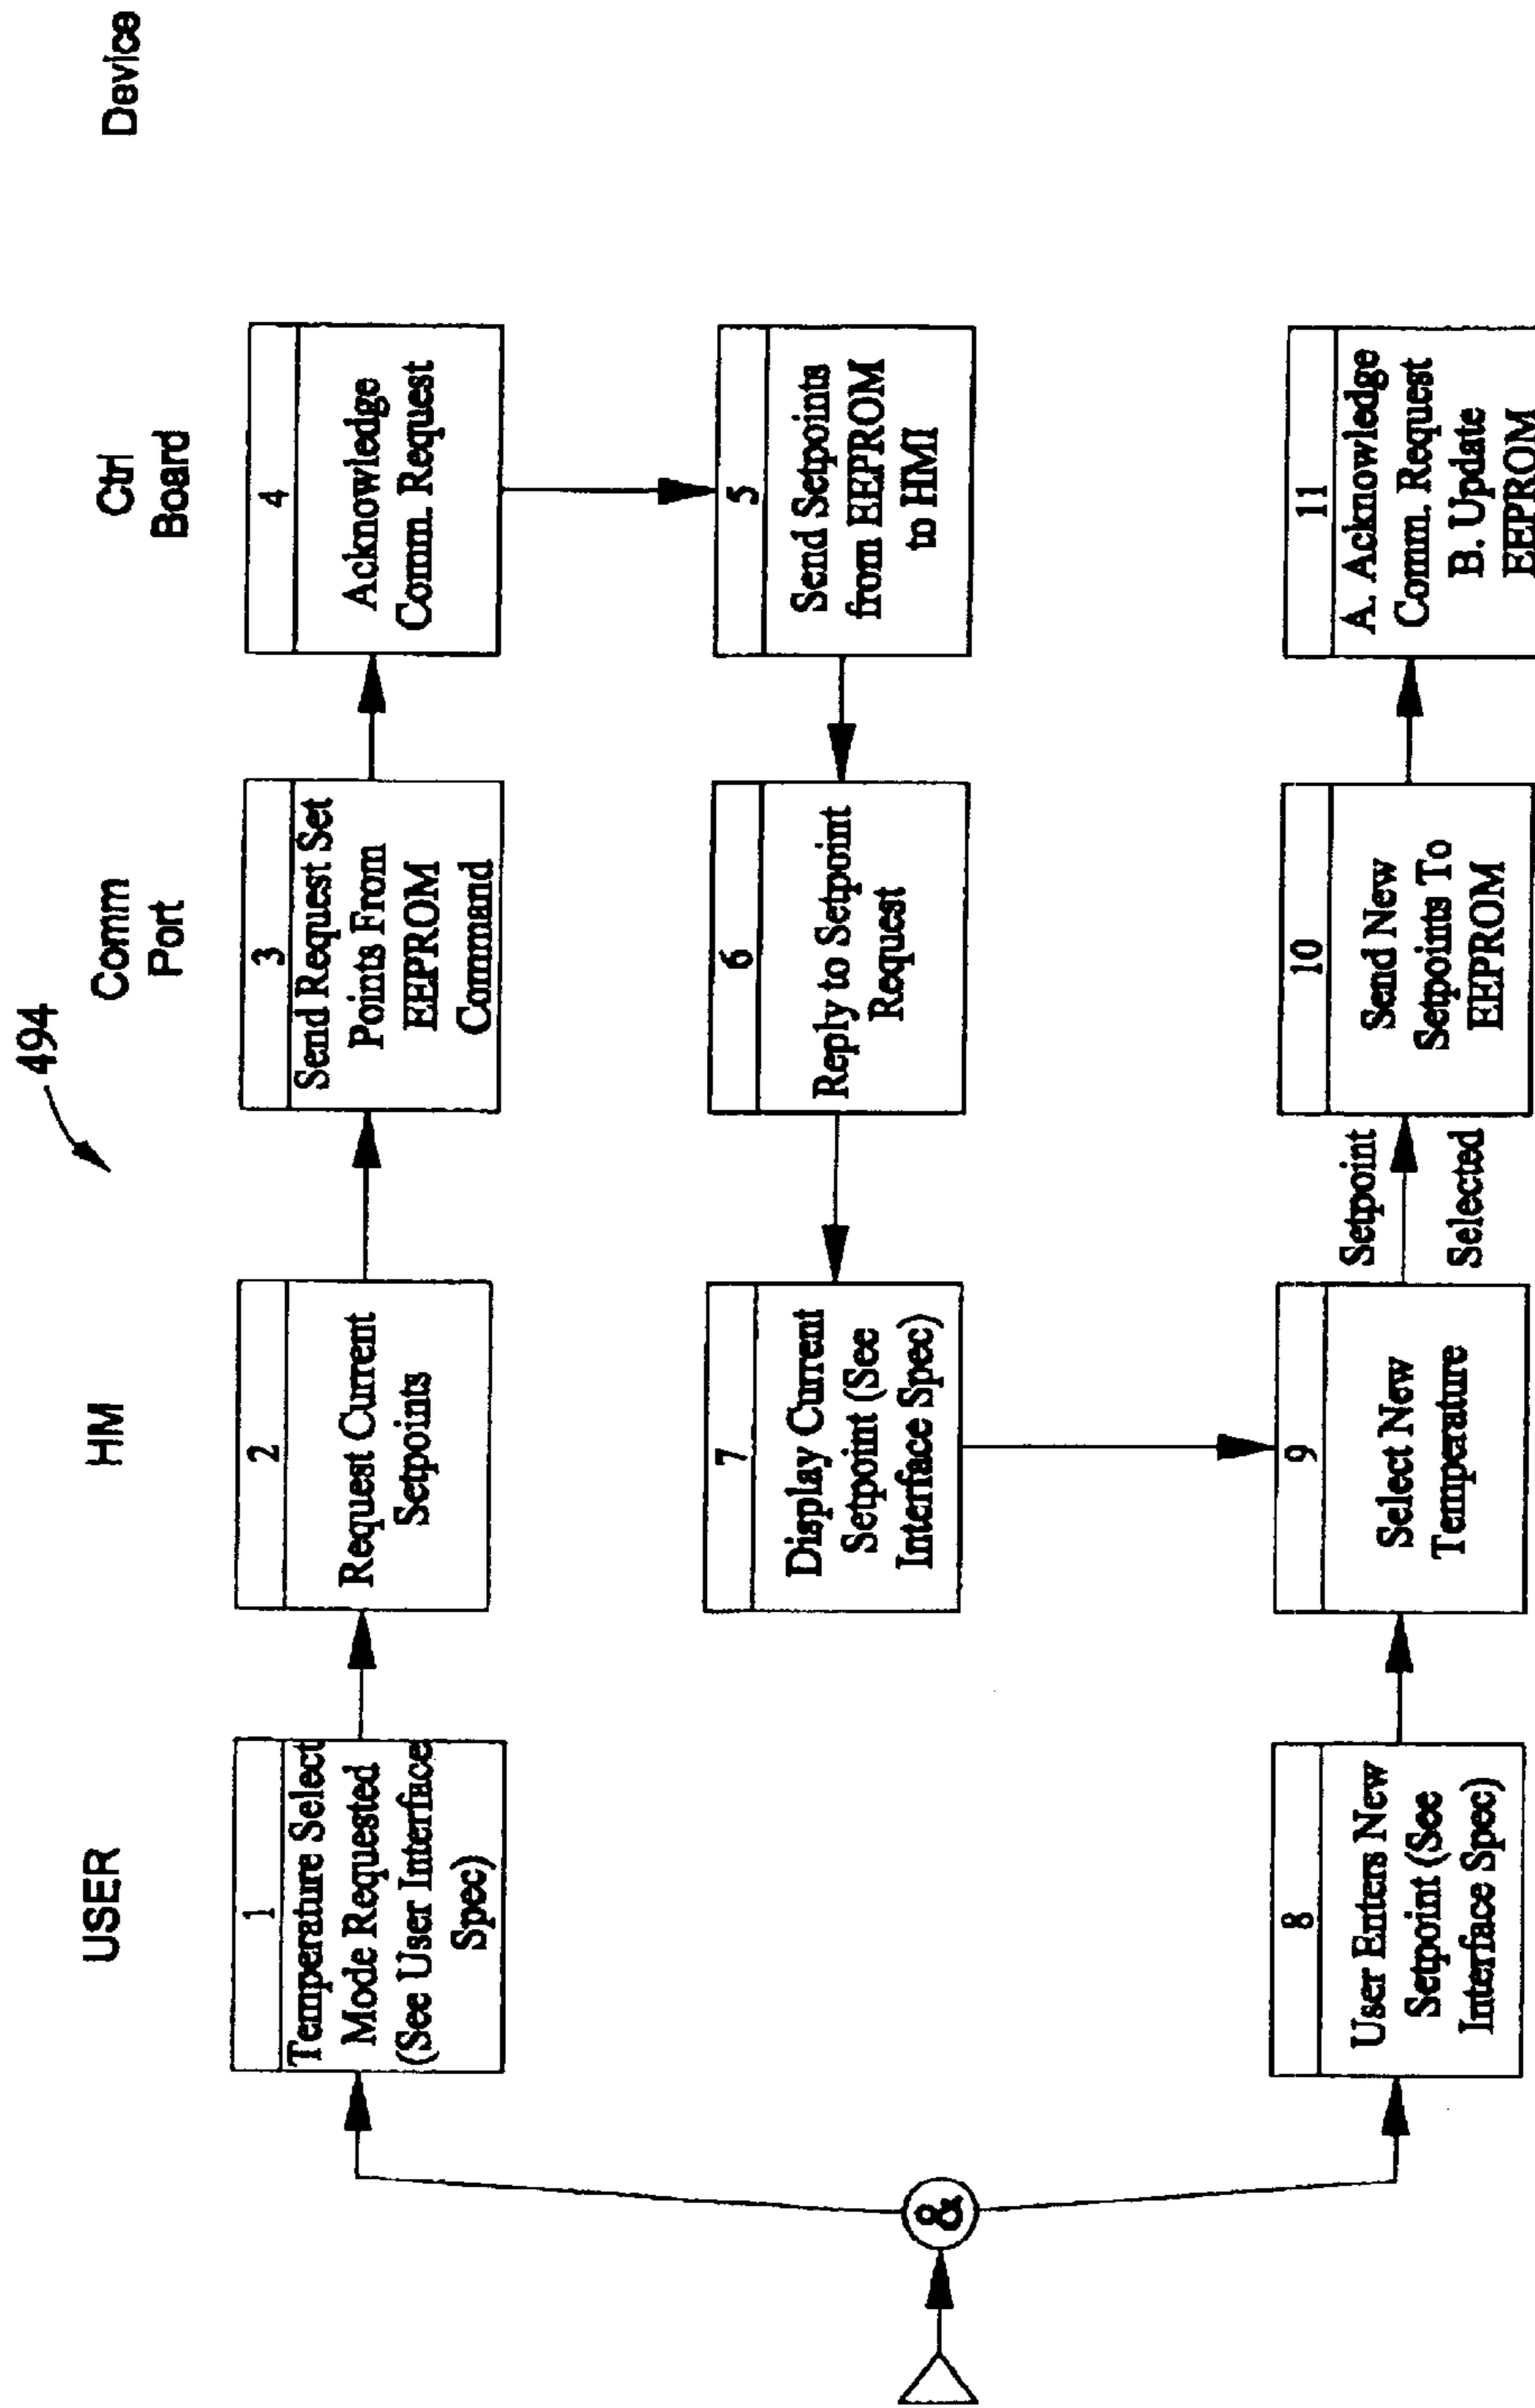 494
USER
HM
Comm
Port
Ctrl
Board
Device
1
Temperature Select
Mode Requested
(See User Interface
Spec)
2
Request Current
Setpoints
3
Send Request Set
Points From
EEPROM
Command
4
Acknowledge
Comm. Request
7
Display Current
Setpoint (See
Interface Spec)
6
Reply to Setpoint
Request
5
Send Setpoints
from EEPROM
to HMI
&
8
User Enters New
Setpoint (See
Interface Spec)
9
Select New
Temperature
Setpoint
Selected
10
Send New
Setpoints To
EEPROM
11
A. Acknowledge
Comm. Request
B. Update
EEPROM